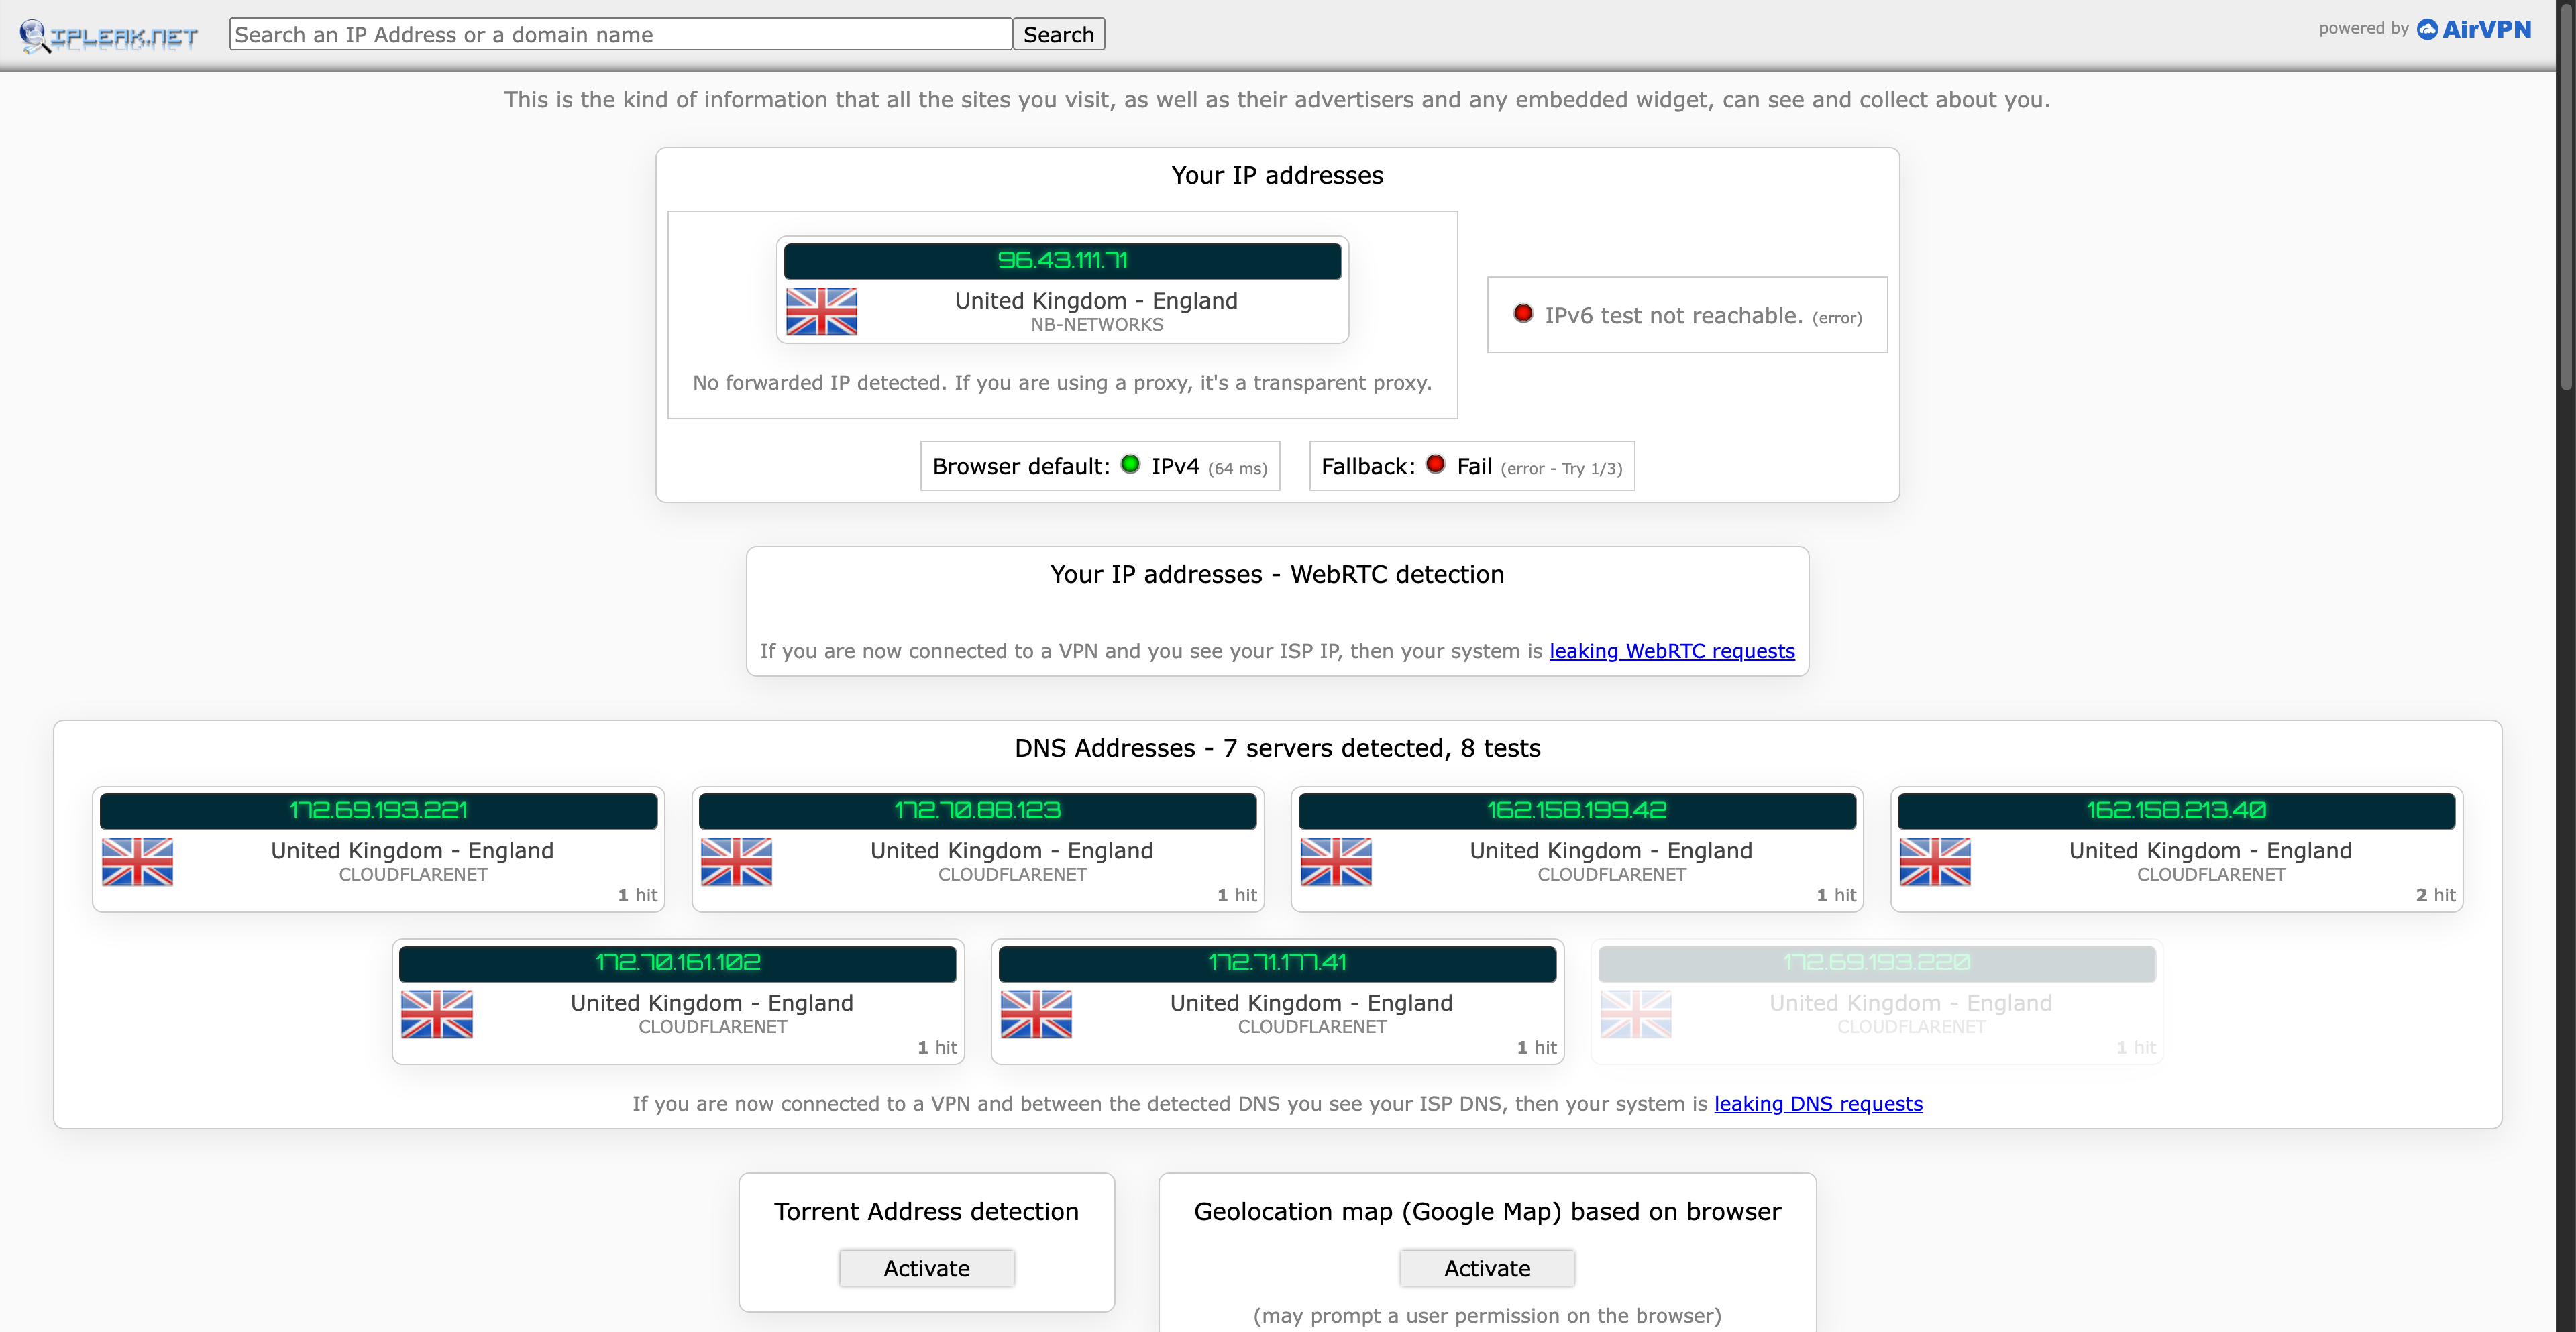 IPLEAK.NET
Search an IP Address or a domain name
Search
powered by AirVPN
This is the kind of information that all the sites you visit, as well as their advertisers and any embedded widget, can see and collect about you.
Your IP addresses
96.43.111.71
United Kingdom - England
NB-NETWORKS
No forwarded IP detected. If you are using a proxy, it's a transparent proxy.
IPv6 test not reachable. (error)
Browser default: IPv4 (64 ms)
Fallback: Fail (error - Try 1/3)
Your IP addresses - WebRTC detection
If you are now connected to a VPN and you see your ISP IP, then your system is leaking WebRTC requests
DNS Addresses - 7 servers detected, 8 tests
172.69.193.221
United Kingdom - England
CLOUDFLARENET
1 hit
172.70.88.123
United Kingdom - England
CLOUDFLARENET
1 hit
162.158.199.42
United Kingdom - England
CLOUDFLARENET
1 hit
162.158.213.40
United Kingdom - England
CLOUDFLARENET
2 hit
172.70.161.102
United Kingdom - England
CLOUDFLARENET
1 hit
172.71.177.41
United Kingdom - England
CLOUDFLARENET
1 hit
172.69.193.220
United Kingdom - England
CLOUDFLARENET
1 hit
If you are now connected to a VPN and between the detected DNS you see your ISP DNS, then your system is leaking DNS requests
Torrent Address detection
Activate
Geolocation map (Google Map) based on browser
Activate
(may prompt a user permission on the browser)